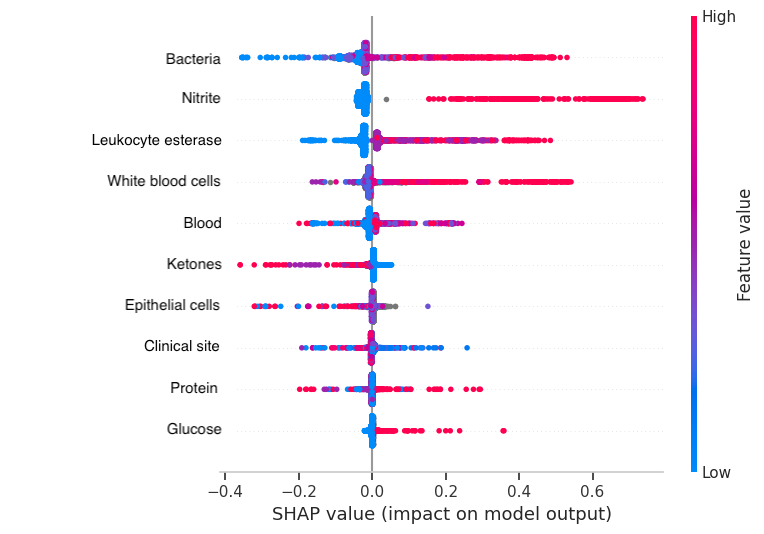 High
Bacteria
Nitrite
Leukocyte esterase
White blood cells
Blood
Ketones
Epithelial cells
Clinical site
Protein
Glucose
Feature value
Low
−0.4 −0.2 0.0 0.2 0.4 0.6
SHAP value (impact on model output)